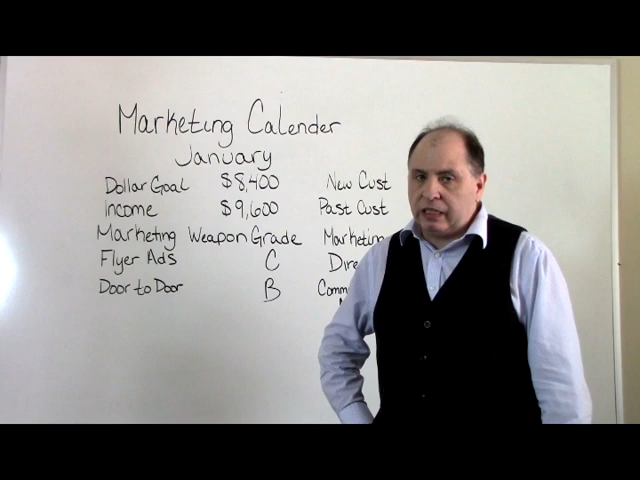 Marketing Calender
January
Dollar Goal $8,400 New Cust
Income $9,600 Past Cust
Marketing Weapon Grade Marketing
Flyer Ads C
Door to Door B